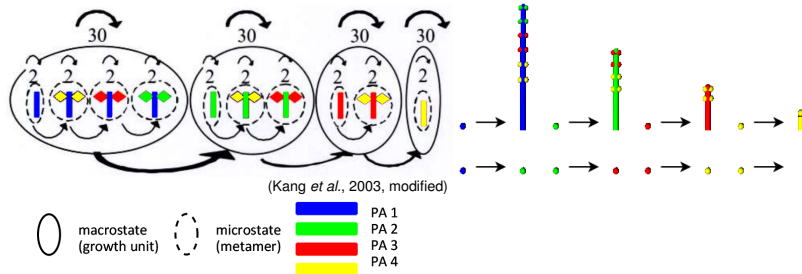 30 30 30 30
2 2 2 2 2 2 2 2 2 2
(Kang et al., 2003, modified)
macrostate
(growth unit)
microstate
(metamer)
PA 1
PA 2
PA 3
PA 4